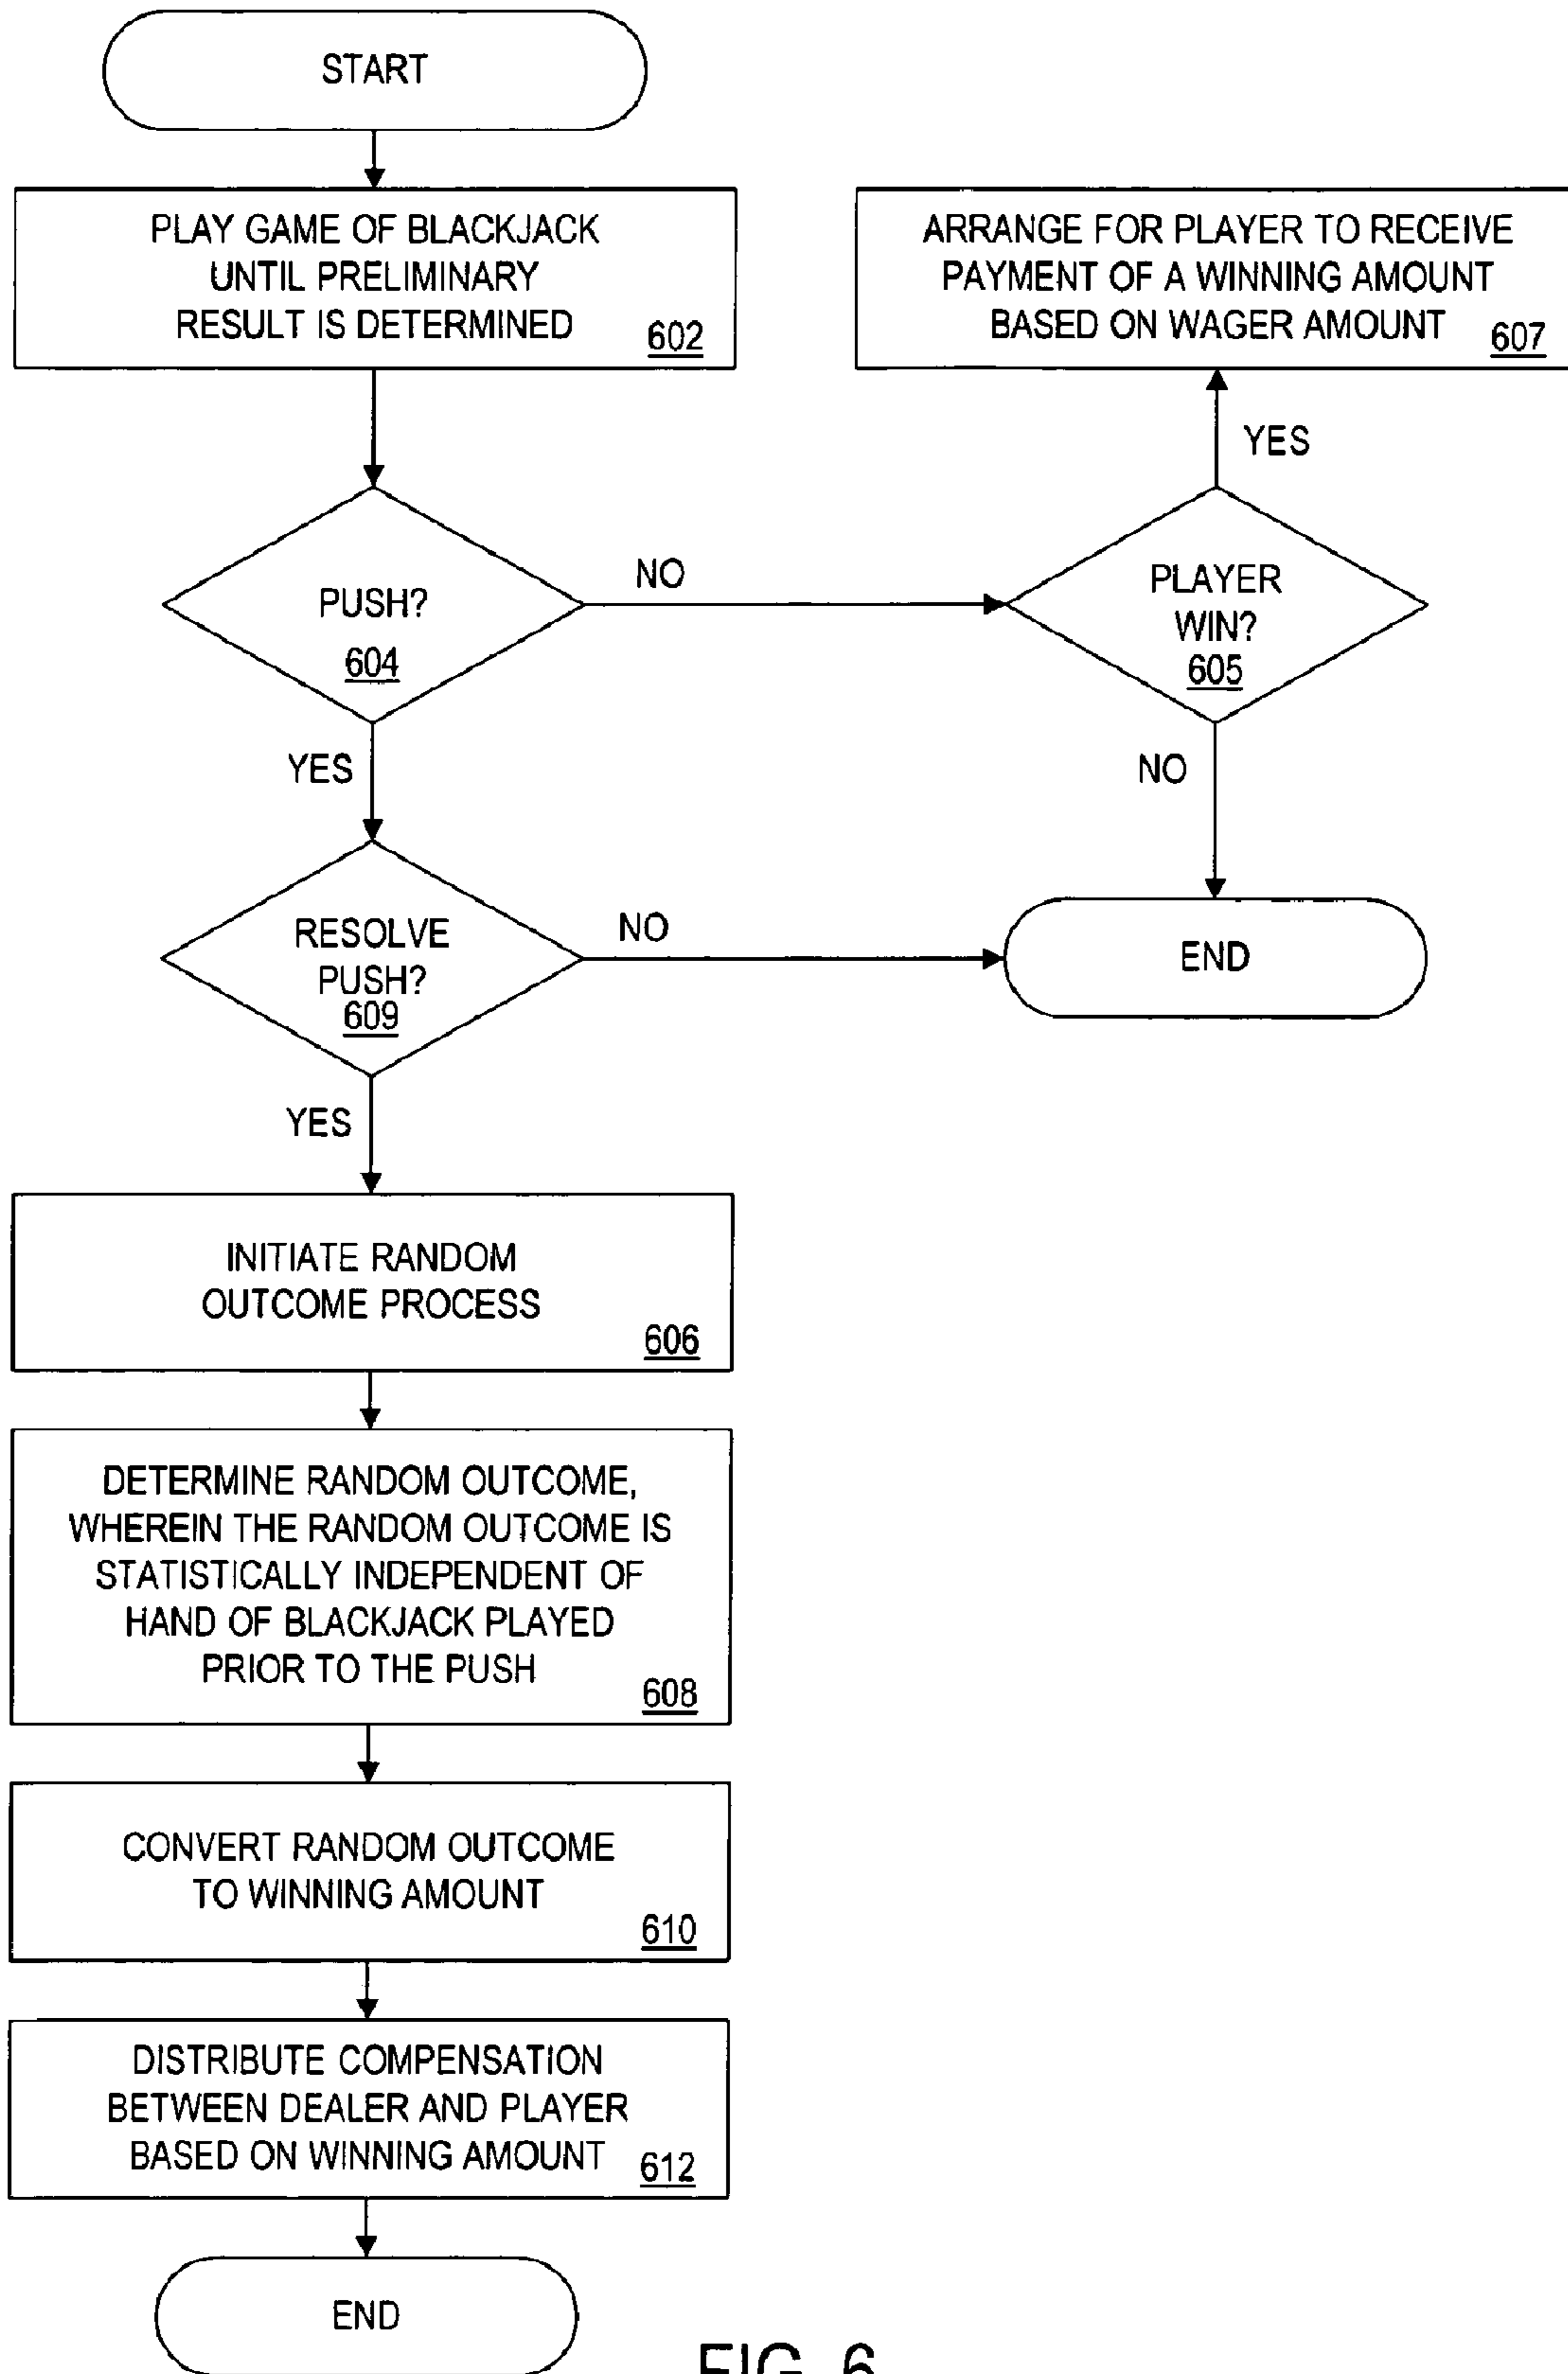 START
PLAY GAME OF BLACKJACK
UNTIL PRELIMINARY
RESULT IS DETERMINED
602
ARRANGE FOR PLAYER TO RECEIVE
PAYMENT OF A WINNING AMOUNT
BASED ON WAGER AMOUNT
607
YES
PUSH?
604
NO
PLAYER
WIN?
605
YES
NO
RESOLVE
PUSH?
609
NO
END
YES
INITIATE RANDOM
OUTCOME PROCESS
606
DETERMINE RANDOM OUTCOME,
WHEREIN THE RANDOM OUTCOME IS
STATISTICALLY INDEPENDENT OF
HAND OF BLACKJACK PLAYED
PRIOR TO THE PUSH
608
CONVERT RANDOM OUTCOME
TO WINNING AMOUNT
610
DISTRIBUTE COMPENSATION
BETWEEN DEALER AND PLAYER
BASED ON WINNING AMOUNT
612
END
FIG. 6